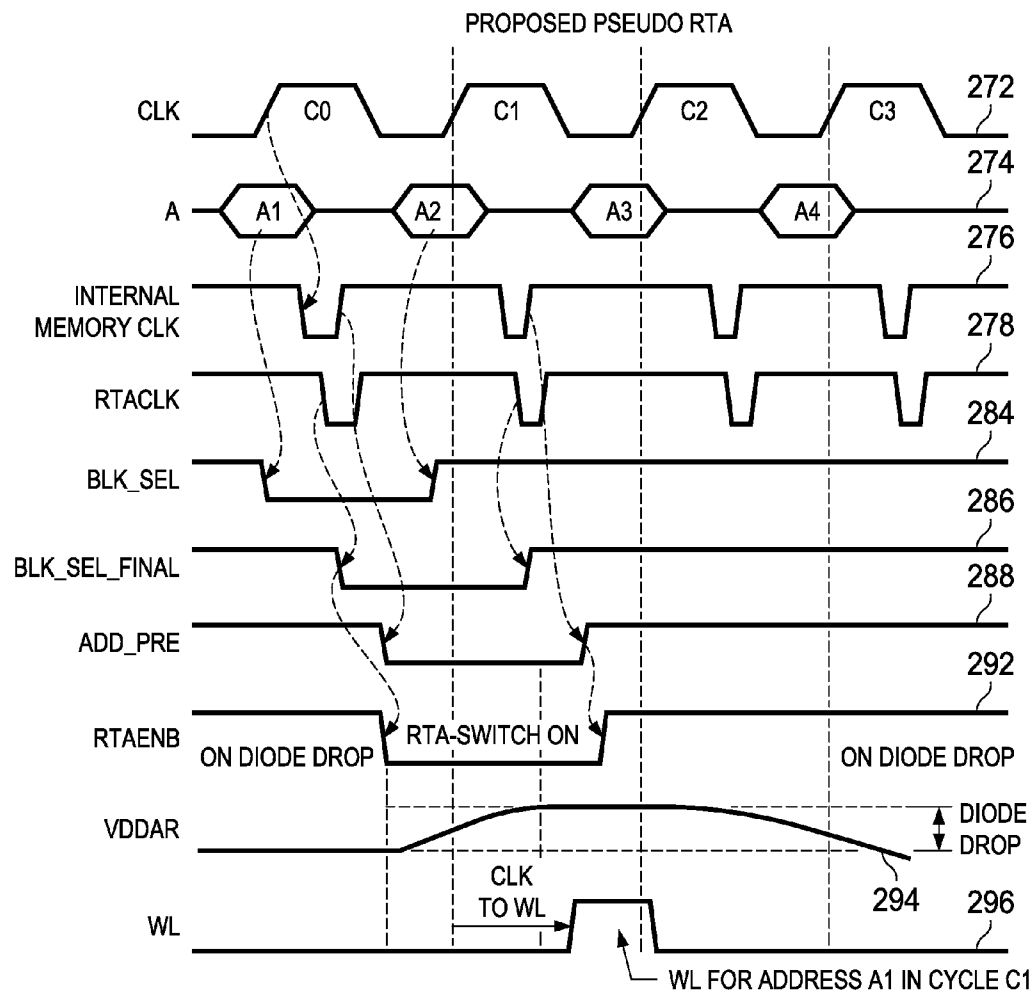 PROPOSED PSEUDO RTA
CLK
C0
C1
C2
C3
272
A
A1
A2
A3
A4
274
INTERNAL
MEMORY CLK
276
RTACLK
278
BLK_SEL
284
BLK_SEL_FINAL
286
ADD_PRE
288
RTAENB
ON DIODE DROP
RTA-SWITCH ON
ON DIODE DROP
292
VDDAR
DIODE
DROP
294
WL
CLK
TO WL
296
WL FOR ADDRESS A1 IN CYCLE C1